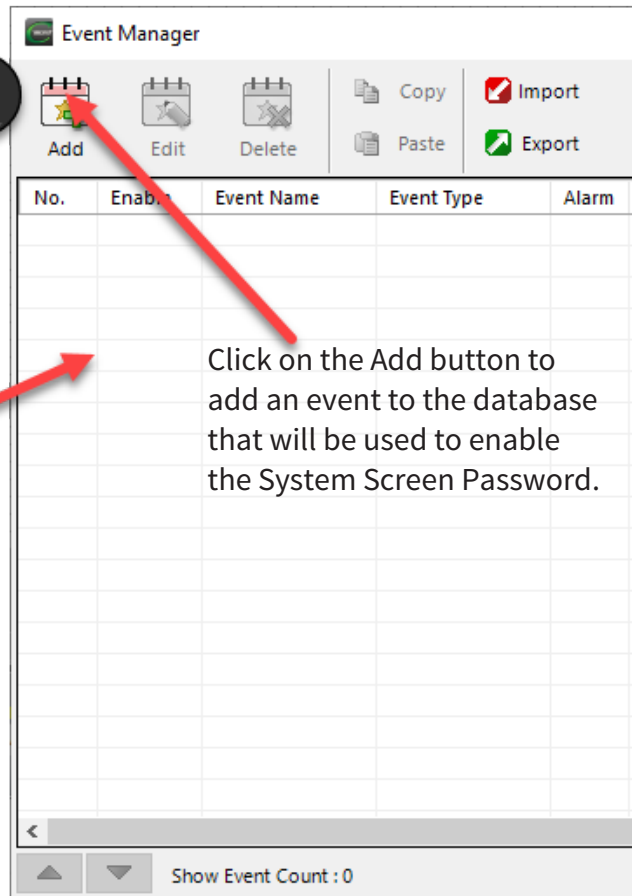 Event Manager
Add Edit Delete Copy Paste Import Export
No. Enable Event Name Event Type Alarm
Click on the Add button to
add an event to the database
that will be used to enable
the System Screen Password.
Show Event Count : 0